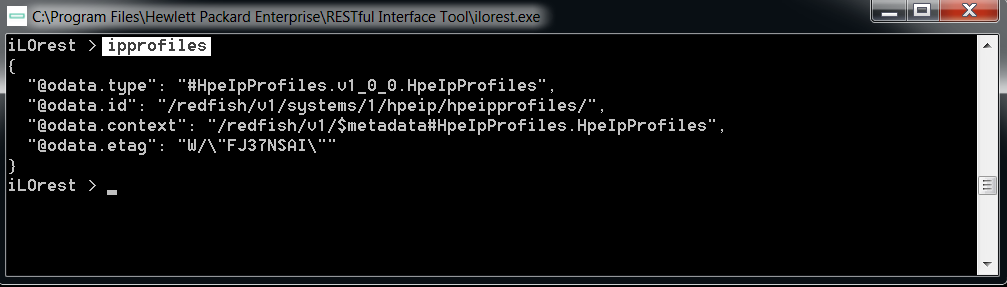 C:\Program Files\Hewlett Packard Enterprise\RESTful Interface Tool\ilorest.exe
iLOrest > ipprofiles
{
  "@odata.type": "#HpeIpProfiles.v1_0_0.HpeIpProfiles",
  "@odata.id": "/redfish/v1/systems/1/hpeip/hpeipprofiles/",
  "@odata.context": "/redfish/v1/$metadata#HpeIpProfiles.HpeIpProfiles",
  "@odata.etag": "W/\"FJ37NSAI\""
}
iLOrest > _